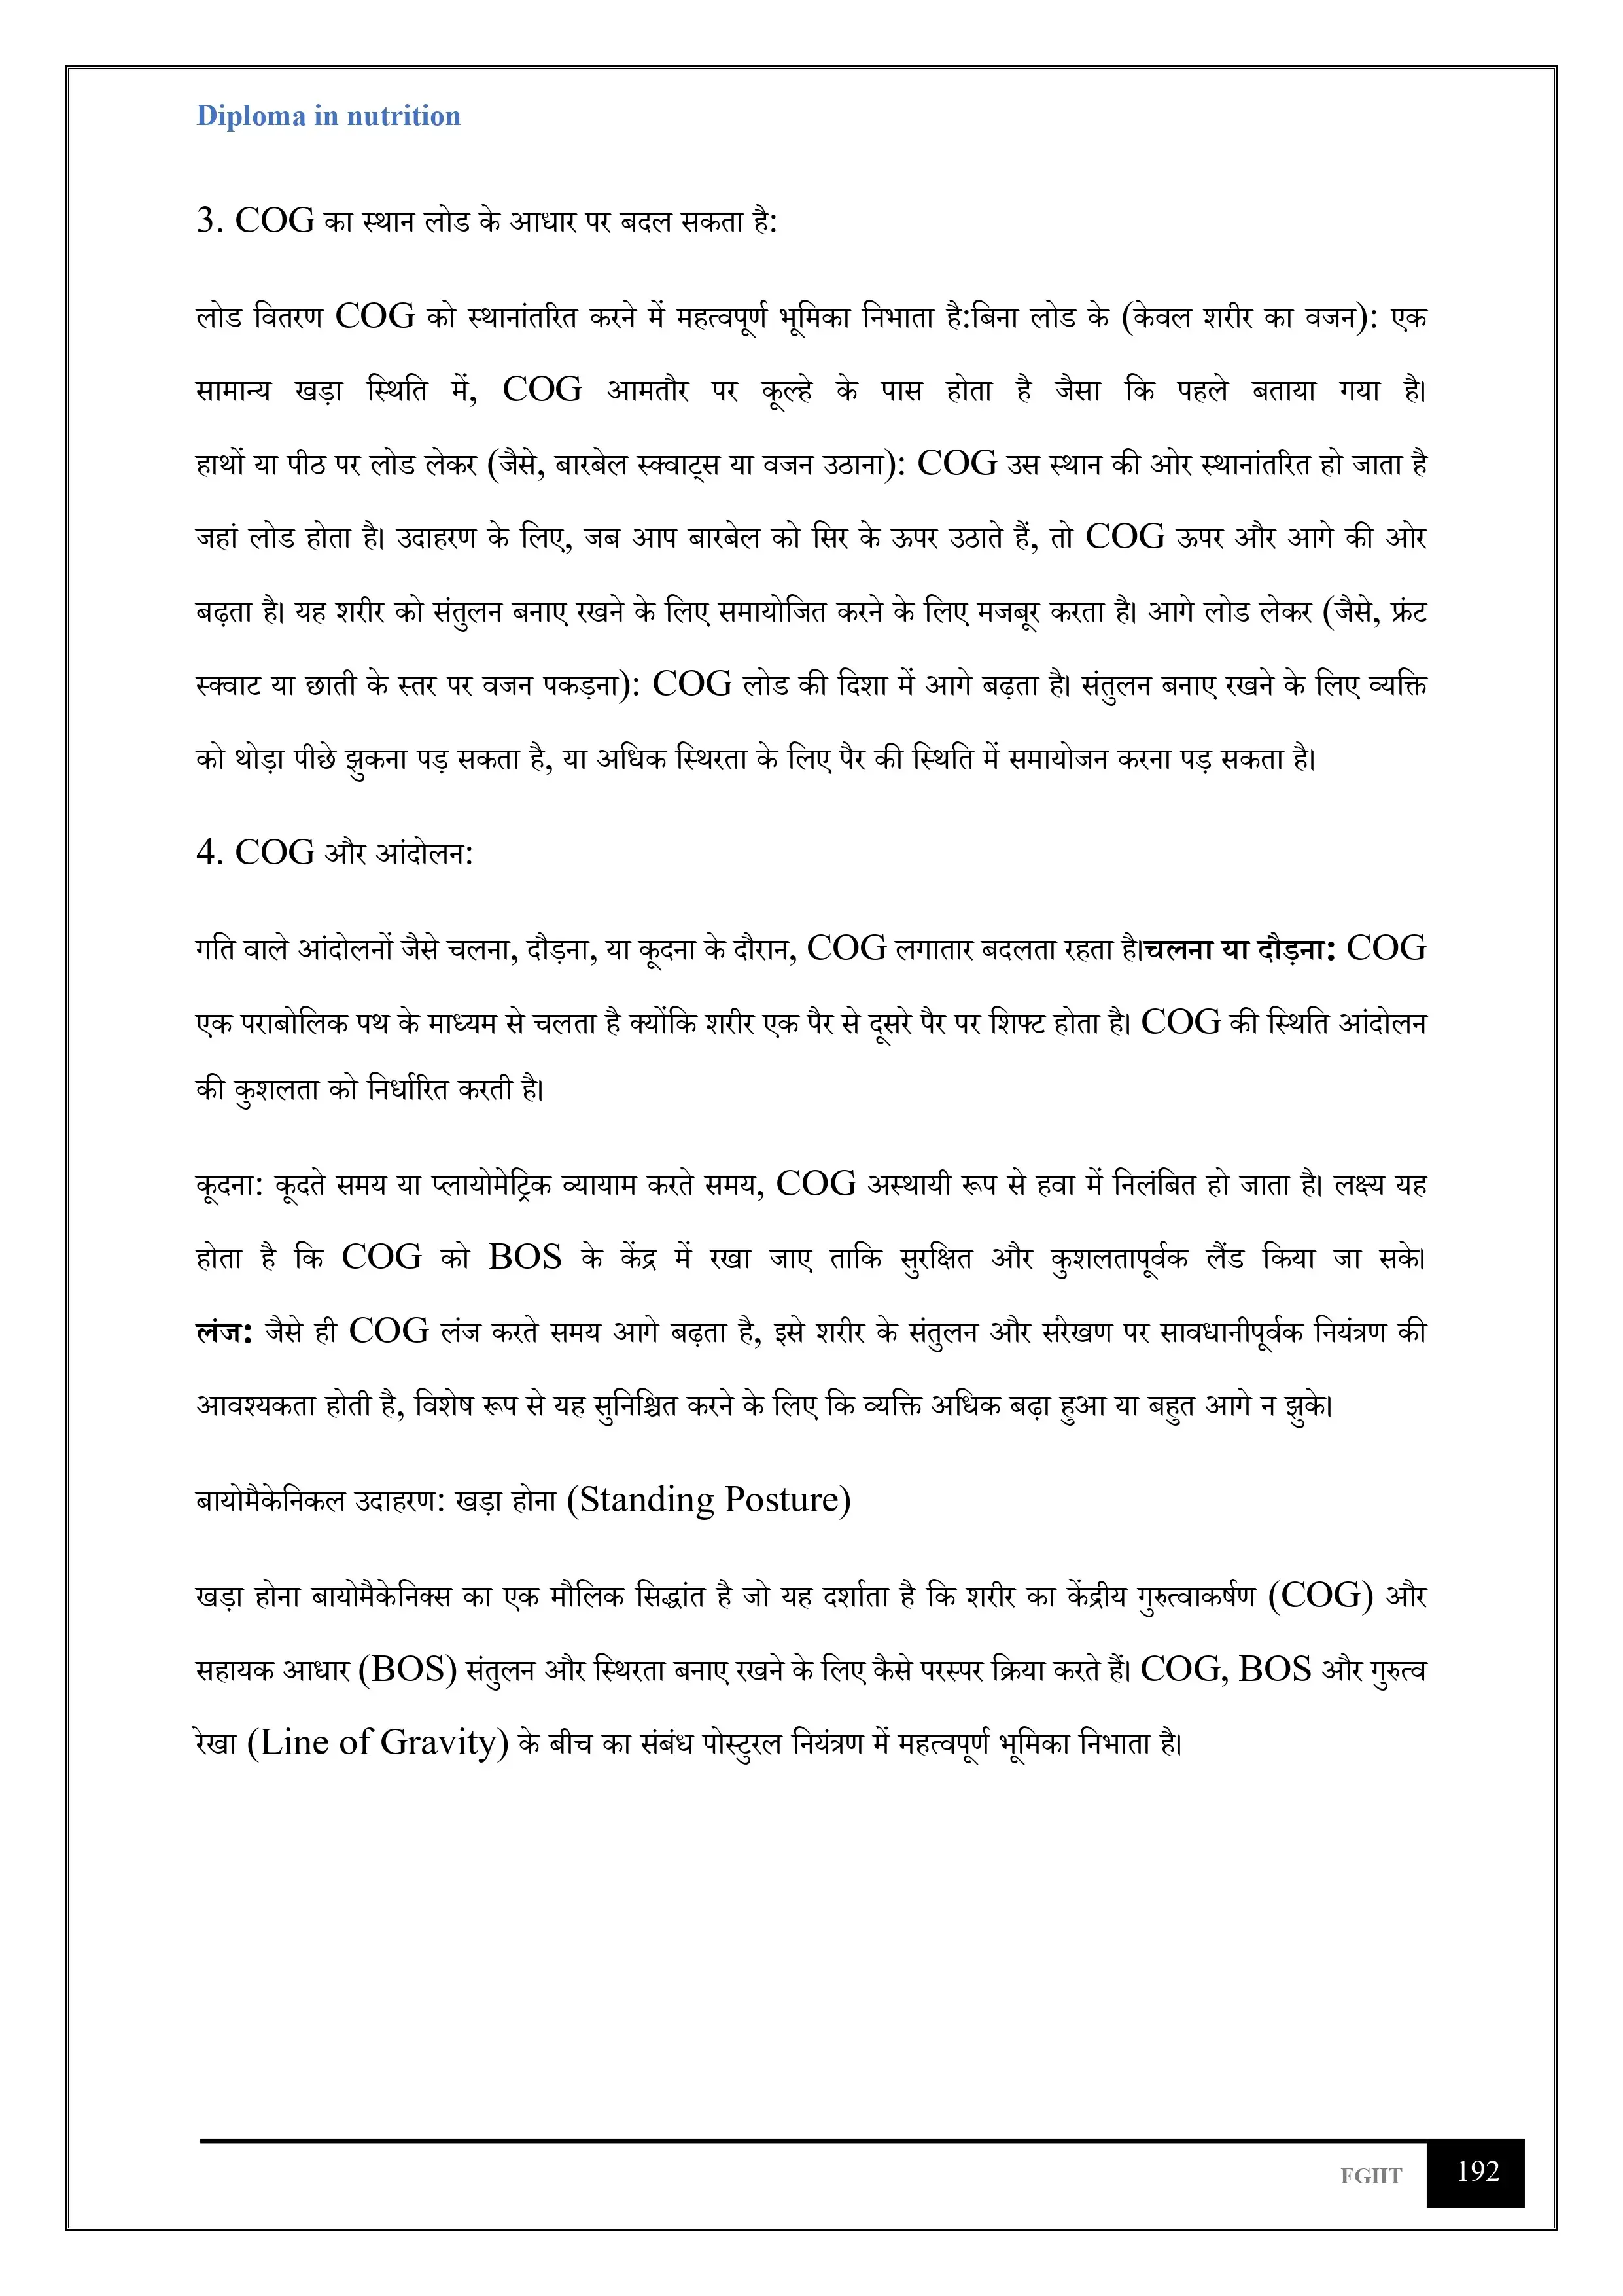 Diploma in nutrition
3. COG का स्थान लोड के आधार पर बदल सकता है:
लोड वितरण COG को स्थानांतरित करने में महत्वपूर्ण भूमिका निभाता है:बिना लोड के (केवल शरीर का वजन): एक
सामान्य खड़ा स्थिति में, COG आमतौर पर कूल्हे के पास होता है जैसा कि पहले बताया गया है।
हाथों या पीठ पर लोड लेकर (जैसे, बारबेल स्क्वाट्स या वजन उठाना): COG उस स्थान की ओर स्थानांतरित हो जाता है
जहां लोड होता है। उदाहरण के लिए, जब आप बारबेल को सिर के ऊपर उठाते हैं, तो COG ऊपर और आगे की ओर
बढ़ता है। यह शरीर को संतुलन बनाए रखने के लिए समायोजित करने के लिए मजबूर करता है। आगे लोड लेकर (जैसे, फ्रंट
स्क्वाट या छाती के स्तर पर वजन पकड़ना): COG लोड की दिशा में आगे बढ़ता है। संतुलन बनाए रखने के लिए व्यक्ति
को थोड़ा पीछे झुकना पड़ सकता है, या अधिक स्थिरता के लिए पैर की स्थिति में समायोजन करना पड़ सकता है।
4. COG और आंदोलन:
गति वाले आंदोलनों जैसे चलना, दौड़ना, या कूदना के दौरान, COG लगातार बदलता रहता है।चलना या दौड़ना: COG
एक पराबोलिक पथ के माध्यम से चलता है क्योंकि शरीर एक पैर से दूसरे पैर पर शिफ्ट होता है। COG की स्थिति आंदोलन
की कुशलता को निर्धारित करती है।
कूदना: कूदते समय या प्लायोमेट्रिक व्यायाम करते समय, COG अस्थायी रूप से हवा में निलंबित हो जाता है। लक्ष्य यह
होता है कि COG को BOS के केंद्र में रखा जाए ताकि सुरक्षित और कुशलतापूर्वक लैंड किया जा सके।
लंज: जैसे ही COG लंज करते समय आगे बढ़ता है, इसे शरीर के संतुलन और संरेखण पर सावधानीपूर्वक नियंत्रण की
आवश्यकता होती है, विशेष रूप से यह सुनिश्चित करने के लिए कि व्यक्ति अधिक बढ़ा हुआ या बहुत आगे न झुके।
बायोमैकेनिकल उदाहरण: खड़ा होना (Standing Posture)
खड़ा होना बायोमैकेनिक्स का एक मौलिक सिद्धांत है जो यह दर्शाता है कि शरीर का केंद्रीय गुरुत्वाकर्षण (COG) और
सहायक आधार (BOS) संतुलन और स्थिरता बनाए रखने के लिए कैसे परस्पर क्रिया करते हैं। COG, BOS और गुरुत्व
रेखा (Line of Gravity) के बीच का संबंध पोस्टुरल नियंत्रण में महत्वपूर्ण भूमिका निभाता है।
FGIIT 192